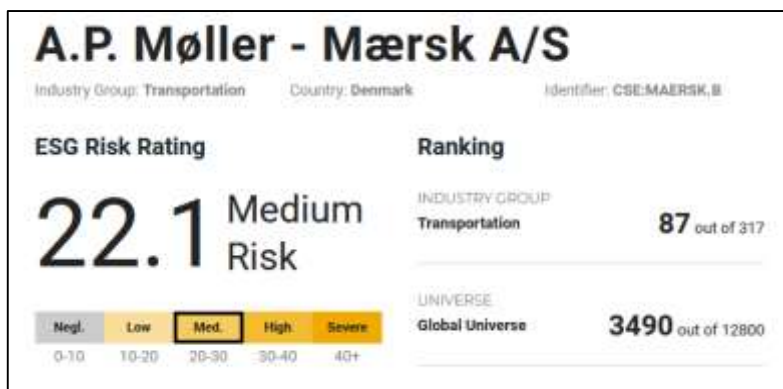 A.P. Møller - Mærsk A/S
Industry Group: Transportation Country: Denmark Identifier: CSE:MAERSK.B
ESG Risk Rating
22.1 Medium Risk
Negl. Low Med. High Severe
0-10 10-20 20-30 30-40 40+
Ranking
INDUSTRY GROUP
Transportation 87 out of 317
UNIVERSE
Global Universe 3490 out of 12800